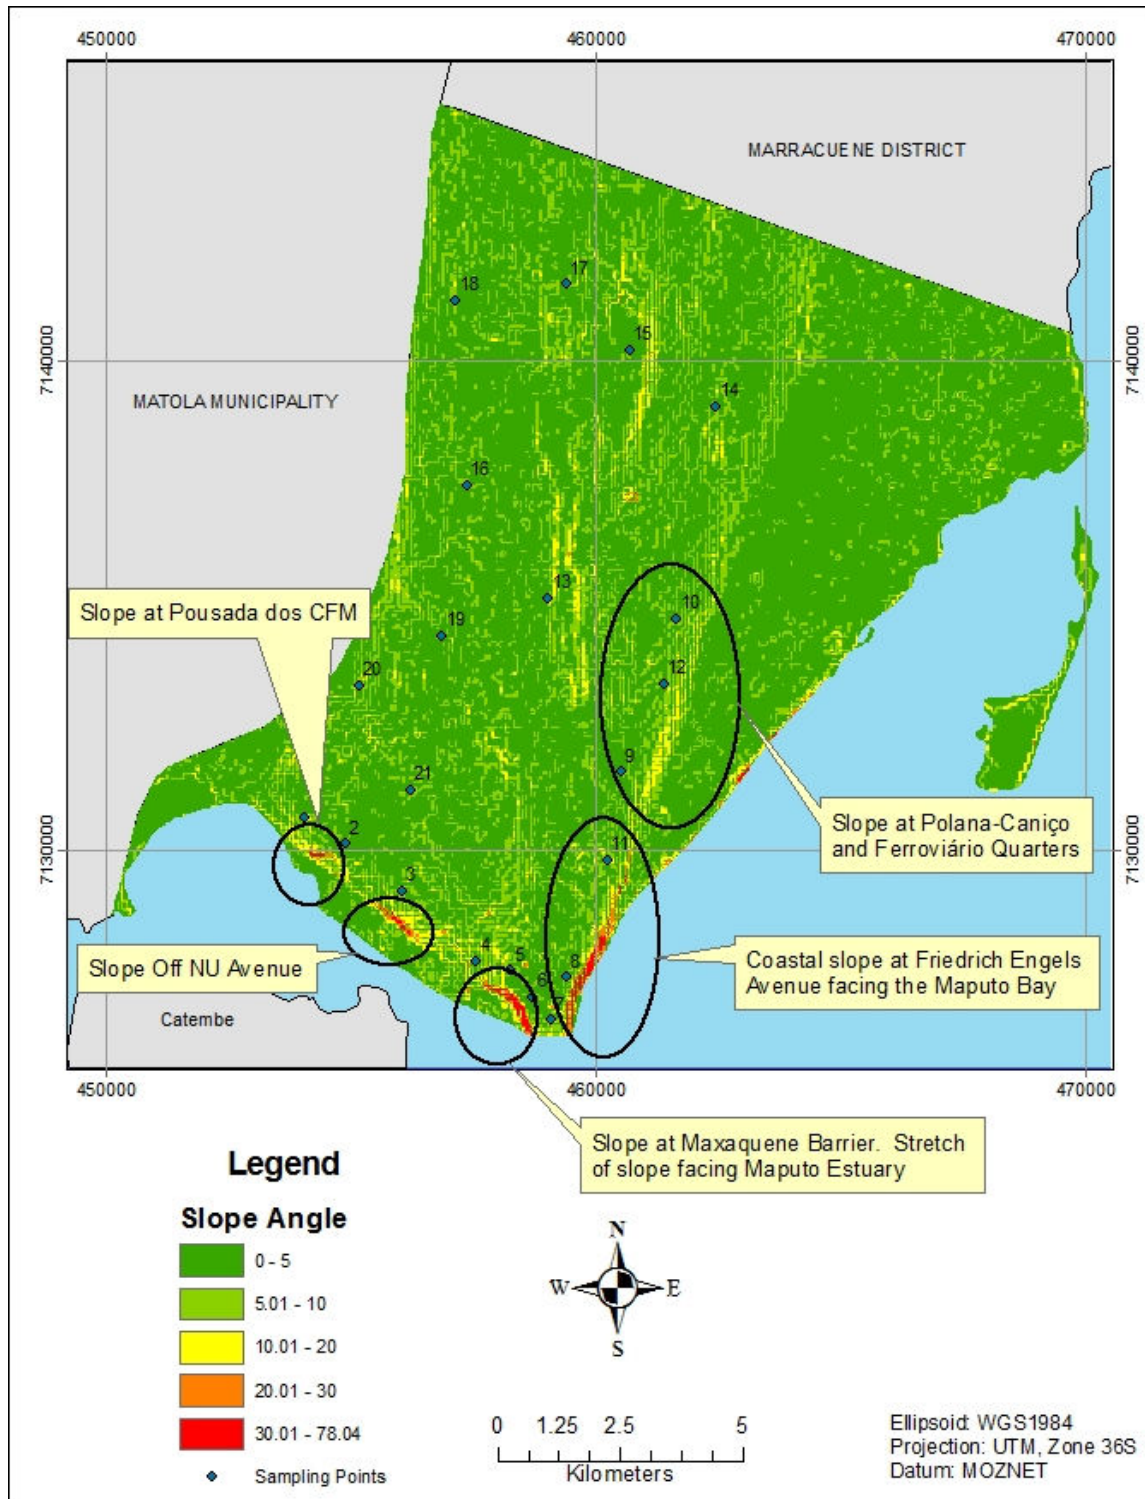 450000 460000 470000
MARRACUENE DISTRICT
18
17
15
7140000
7140000
MATOLA MUNICIPALITY
14
16
Slope at Pousada dos CFM
13
10
19
12
20
9
21
Slope at Polana-Caniço
and Ferroviário Quarters
7130000
7130000
2
11
3
4
5
8
6
7
Slope Off NU Avenue
Coastal slope at Friedrich Engels
Avenue facing the Maputo Bay
Catembe
450000 460000 470000
Slope at Maxaquene Barrier. Stretch
of slope facing Maputo Estuary
Legend
Slope Angle
0 - 5
5.01 - 10
10.01 - 20
20.01 - 30
30.01 - 78.04
Sampling Points
N
W E
S
0 1.25 2.5 5
Kilometers
Ellipsoid: WGS1984
Projection: UTM, Zone 36S
Datum: MOZNET